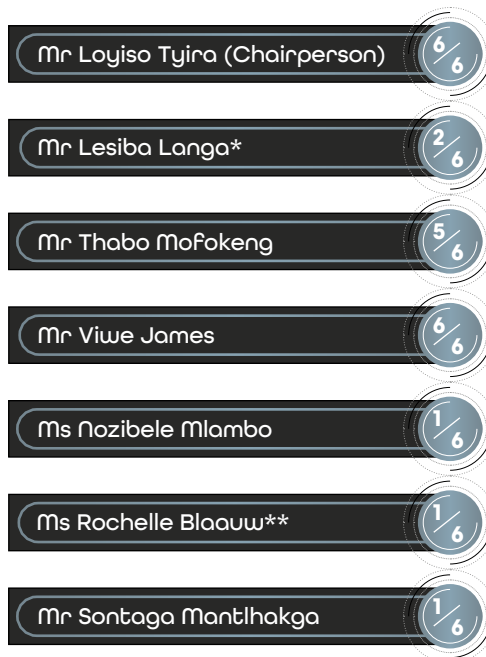 Mr Loyiso Tyira (Chairperson) 6/6
Mr Lesiba Langa* 2/6
Mr Thabo Mofokeng 5/6
Mr Viwe James 6/6
Ms Nozibele Mlambo 1/6
Ms Rochelle Blaauw** 1/6
Mr Sontaga Mantlhakga 1/6